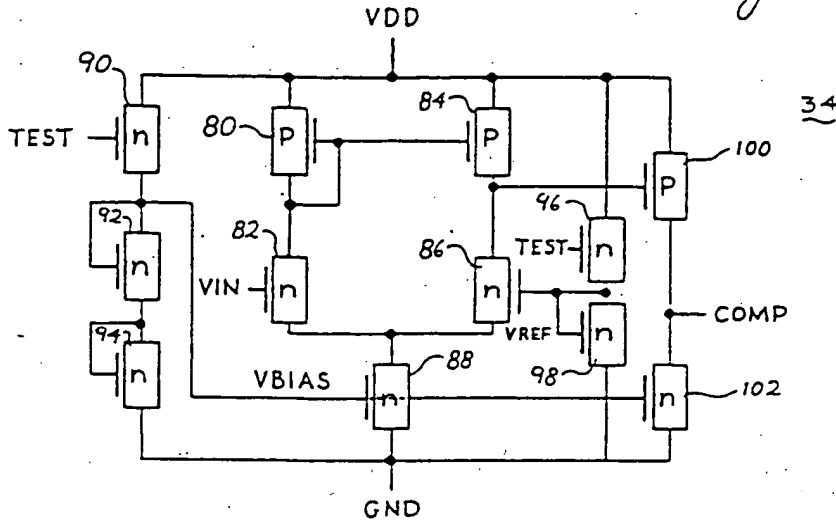 VDD
90
84
34
80
P
P
TEST
n
100
P
92
96
82
86
TEST
n
n
VIN
n
n
COMP
VREF
n
94
n
88
98
VBIAS
n
n
102
GND